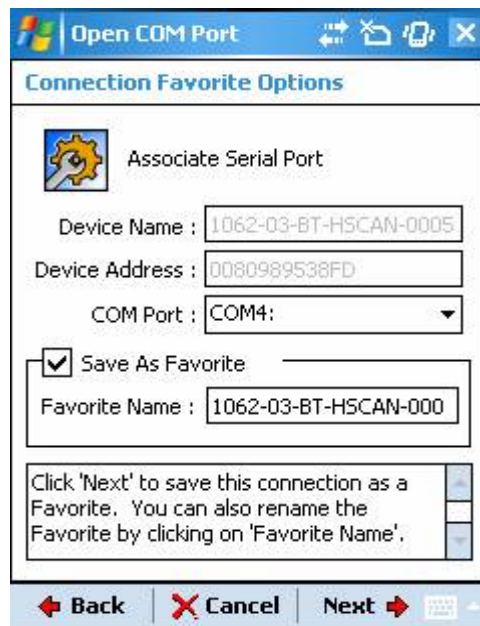 Open COM Port
Connection Favorite Options
Associate Serial Port
Device Name : 1062-03-BT-HSCAN-0005
Device Address : 0080989538FD
COM Port : COM4:
Save As Favorite
Favorite Name : 1062-03-BT-HSCAN-000
Click 'Next' to save this connection as a
Favorite. You can also rename the
Favorite by clicking on 'Favorite Name'.
Back Cancel Next